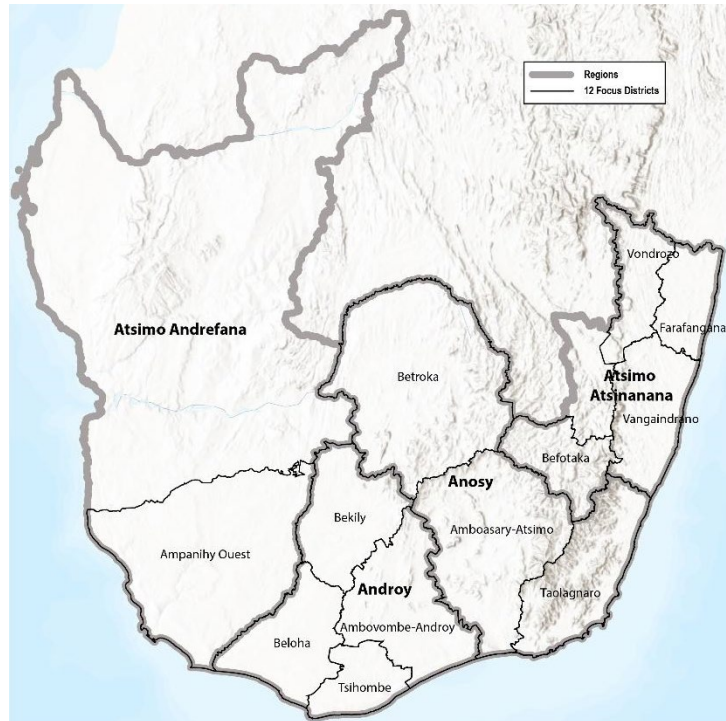 Regions
12 Focus Districts
Vondrozo
Farafangana
Atsimo Andrefana
Betroka
Atsimo
Atsinanana
Vangaindrano
Befotaka
Anosy
Bekily
Amboasary-Atsimo
Ampanihy Ouest
Androy
Taolagnaro
Ambovombe-Androy
Beloha
Tsihombe